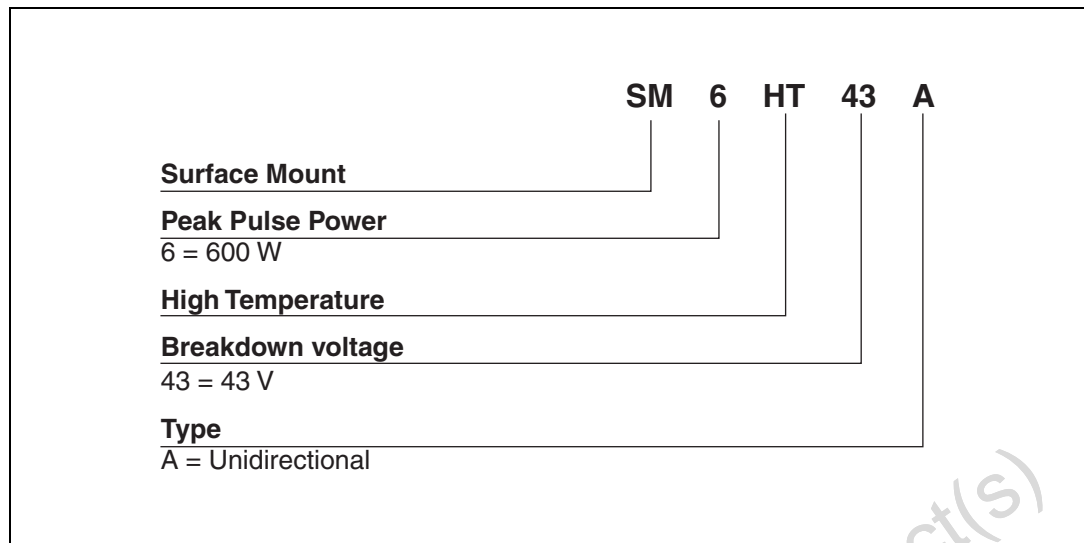 SM 6 HT 43 A
Surface Mount
Peak Pulse Power
6 = 600 W
High Temperature
Breakdown voltage
43 = 43 V
Type
A = Unidirectional
ct(s)